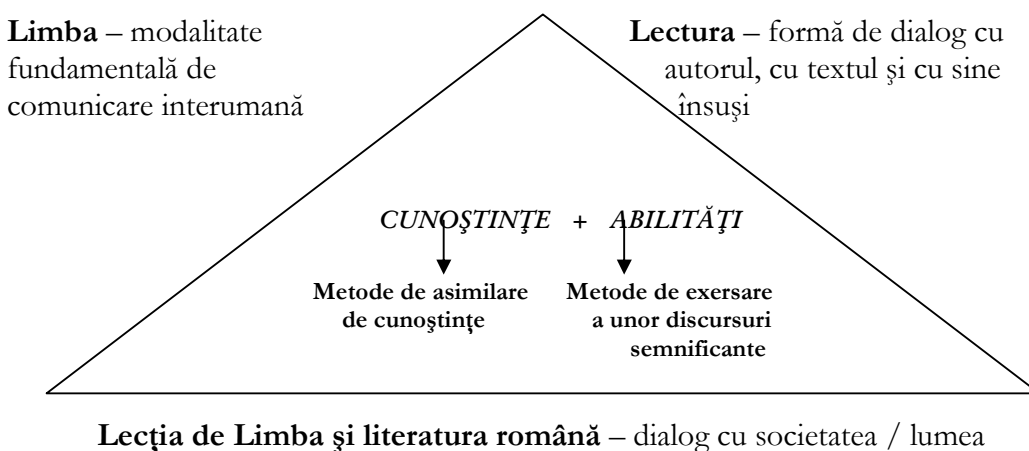 Limba – modalitate
fundamentală de
comunicare interumană
Lectura – formă de dialog cu
autorul, cu textul şi cu sine
însuşi
CUNOŞTINŢE + ABILITĂŢI
Metode de asimilare
de cunoştinţe
Metode de exersare
a unor discursuri
semnificante
Lecţia de Limba şi literatura română – dialog cu societatea / lumea